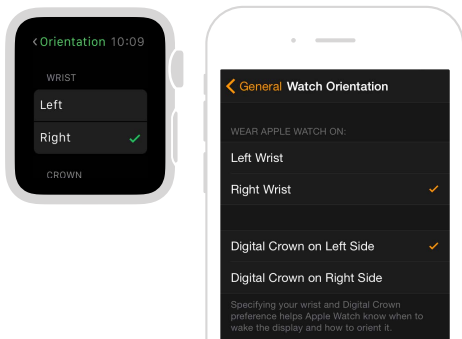 <Orientation 10:09
WRIST
Left
Right
CROWN
General Watch Orientation
WEAR APPLE WATCH ON:
Left Wrist
Right Wrist
Digital Crown on Left Side
Digital Crown on Right Side
Specifying your wrist and Digital Crown
preference helps Apple Watch know when to
wake the display and how to orient it.